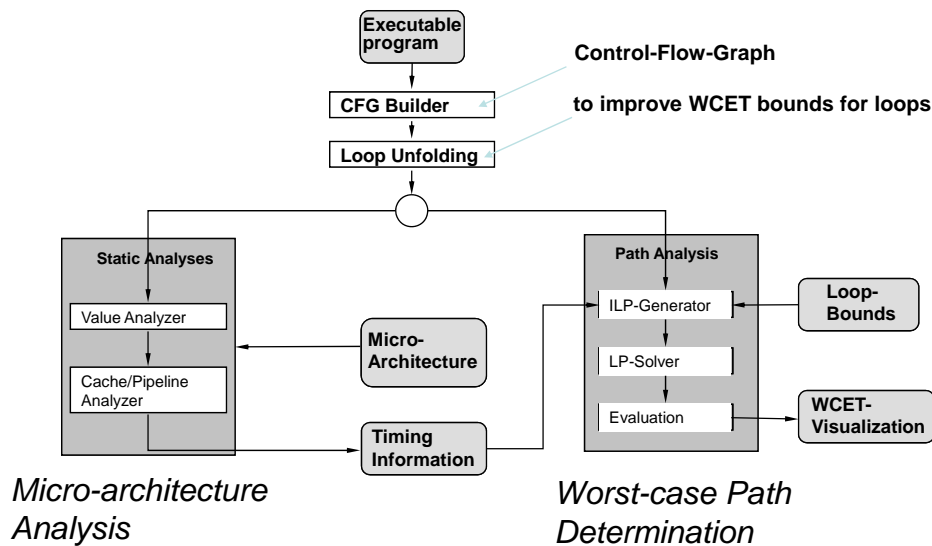 Executable
program
Control-Flow-Graph
CFG Builder
to improve WCET bounds for loops
Loop Unfolding
Static Analyses
Value Analyzer
Cache/Pipeline
Analyzer
Micro-
Architecture
Timing
Information
Path Analysis
ILP-Generator
LP-Solver
Evaluation
Loop-
Bounds
WCET-
Visualization
Micro-architecture
Analysis
Worst-case Path
Determination